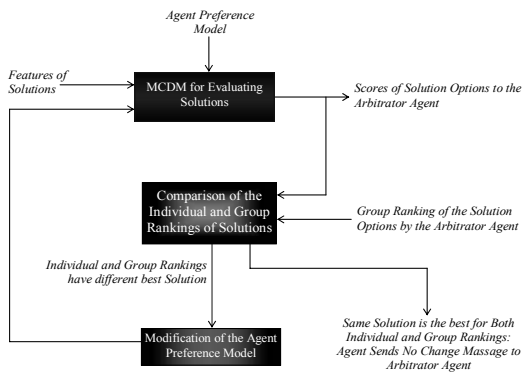 Agent Preference
Model
Features of
Solutions
MCDM for Evaluating
Solutions
Scores of Solution Options to the
Arbitrator Agent
Comparison of the
Individual and Group
Rankings of Solutions
Group Ranking of the Solution
Options by the Arbitrator Agent
Individual and Group Rankings
have different best Solution
Same Solution is the best for Both
Individual and Group Rankings:
Agent Sends No Change Massage to
Arbitrator Agent
Modification of the Agent
Preference Model